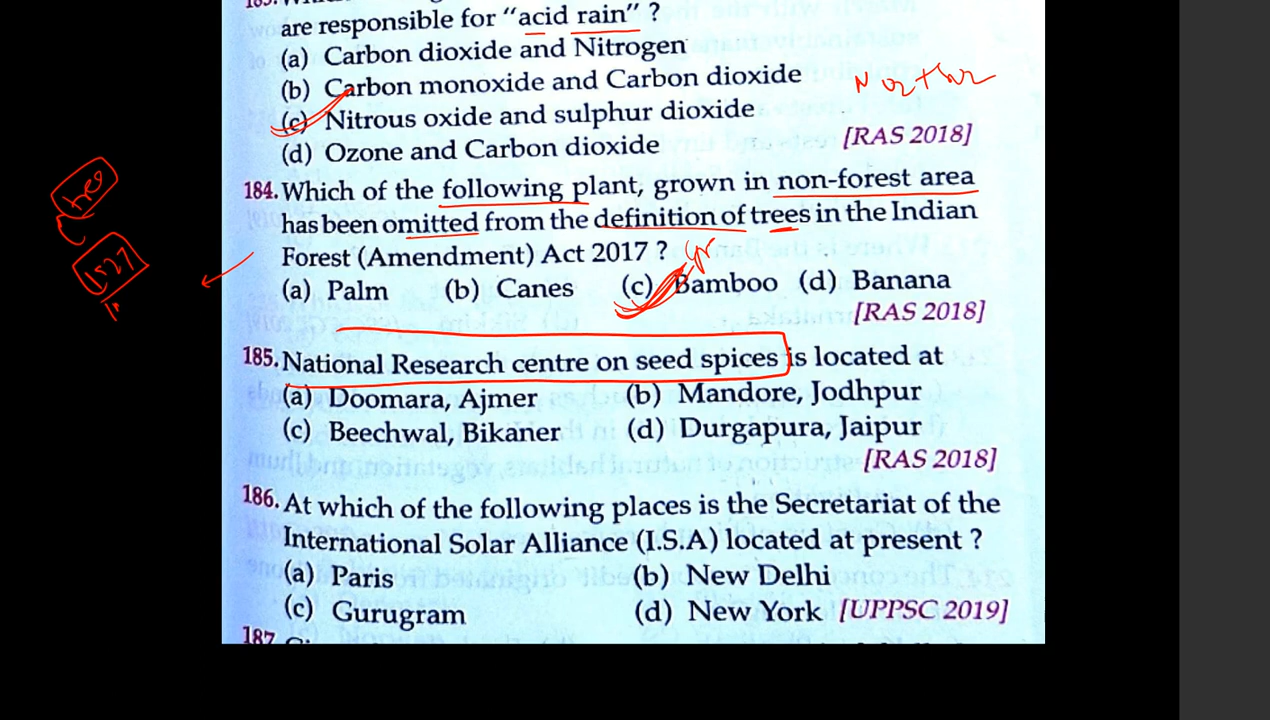 are responsible for "acid rain" ?
(a) Carbon dioxide and Nitrogen
(b) Carbon monoxide and Carbon dioxide
(c) Nitrous oxide and sulphur dioxide
(d) Ozone and Carbon dioxide [RAS 2018]
184. Which of the following plant, grown in non-forest area
has been omitted from the definition of trees in the Indian
Forest (Amendment) Act 2017 ?
(a) Palm (b) Canes (c) Bamboo (d) Banana
[RAS 2018]
185. National Research centre on seed spices is located at
(a) Doomara, Ajmer (b) Mandore, Jodhpur
(c) Beechwal, Bikaner (d) Durgapura, Jaipur
[RAS 2018]
186. At which of the following places is the Secretariat of the
International Solar Alliance (I.S.A) located at present ?
(a) Paris (b) New Delhi
(c) Gurugram (d) New York [UPPSC 2019]
187.
tree
1927